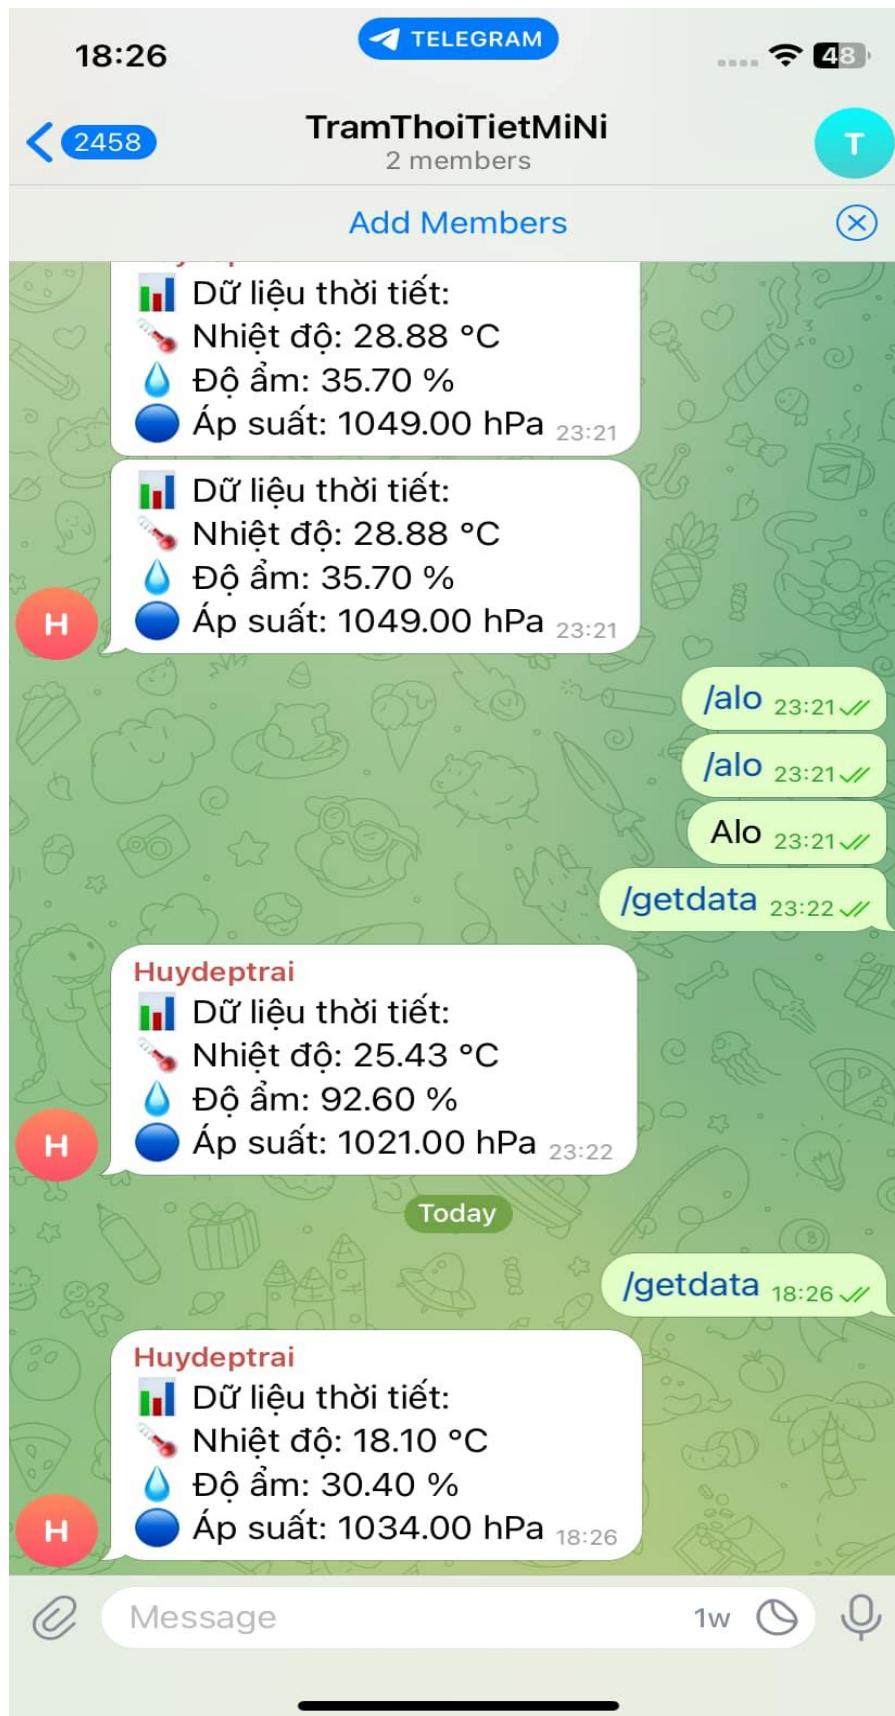 18:26
TELEGRAM
48
2458
TramThoiTietMiNi
2 members
T
Add Members
Dữ liệu thời tiết:
Nhiệt độ: 28.88 °C
Độ ẩm: 35.70 %
Áp suất: 1049.00 hPa 23:21
Dữ liệu thời tiết:
Nhiệt độ: 28.88 °C
Độ ẩm: 35.70 %
H
Áp suất: 1049.00 hPa 23:21
/alo 23:21
/alo 23:21
Alo 23:21
/getdata 23:22
Huydeptrai
Dữ liệu thời tiết:
Nhiệt độ: 25.43 °C
Độ ẩm: 92.60 %
H
Áp suất: 1021.00 hPa 23:22
Today
/getdata 18:26
Huydeptrai
Dữ liệu thời tiết:
Nhiệt độ: 18.10 °C
Độ ẩm: 30.40 %
H
Áp suất: 1034.00 hPa 18:26
Message
1w